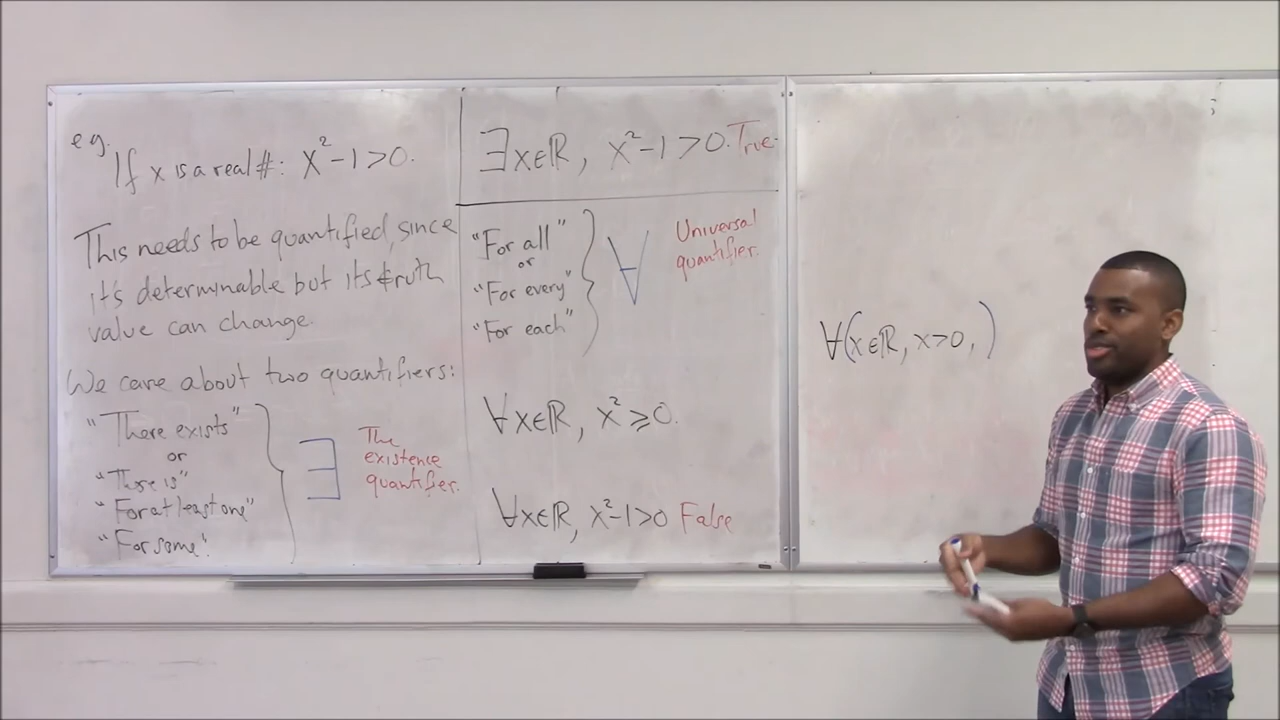 e.g.
If x is a real #: x²-1>0.
This needs to be quantified, since
it's determinable but its truth
value can change.
We care about two quantifiers:
"There exists"
or
"There is"
"For at least one"
"For some".
∃
The
existence
quantifier.
∃x∈ℝ, x²-1>0. True.
"For all"
or
"For every"
"For each"
∀
Universal
quantifier.
∀x∈ℝ, x²≥0.
∀x∈ℝ, x²-1>0 False
∀(x∈ℝ, x>0, )